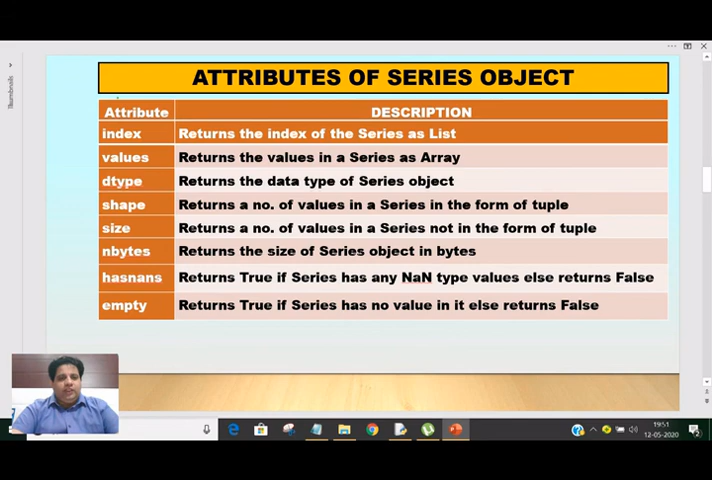 Thumbnails
ATTRIBUTES OF SERIES OBJECT
Attribute DESCRIPTION
index Returns the index of the Series as List
values Returns the values in a Series as Array
dtype Returns the data type of Series object
shape Returns a no. of values in a Series in the form of tuple
size Returns a no. of values in a Series not in the form of tuple
nbytes Returns the size of Series object in bytes
hasnans Returns True if Series has any NaN type values else returns False
empty Returns True if Series has no value in it else returns False
19:51
12-05-2020